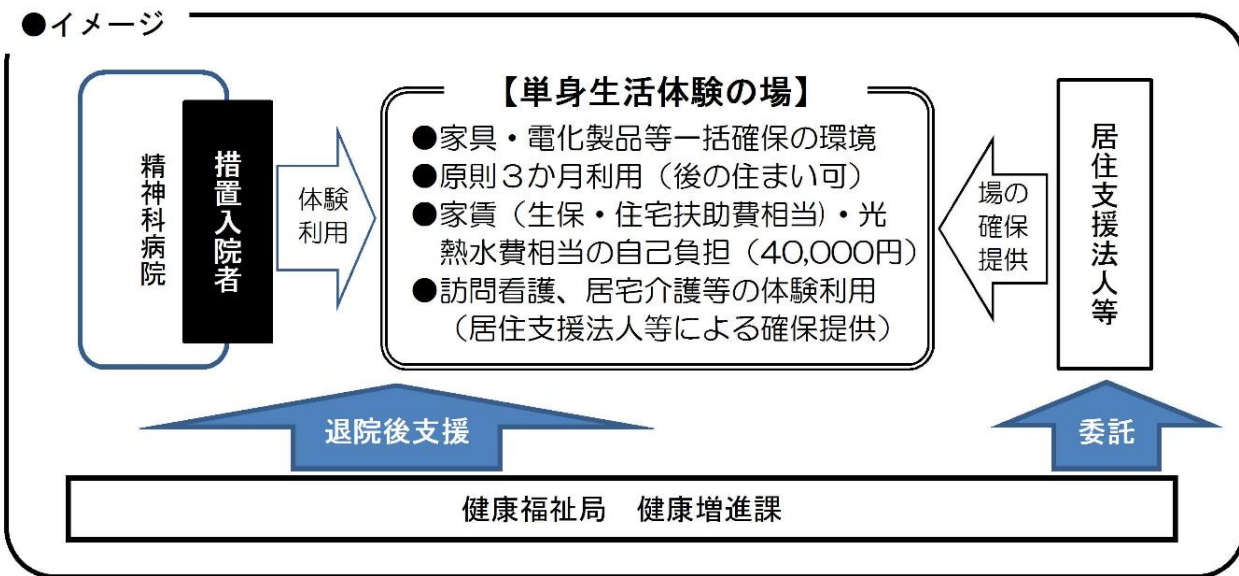 ●イメージ
精神科病院
措置入院者
体験
利用
【単身生活体験の場】
●家具・電化製品等一括確保の環境
●原則３か月利用（後の住まい可）
●家賃（生保・住宅扶助費相当）・光
熱水費相当の自己負担（40,000円）
●訪問看護、居宅介護等の体験利用
（居住支援法人等による確保提供）
場の
確保
提供
居住支援法人等
退院後支援
委託
健康福祉局　健康増進課